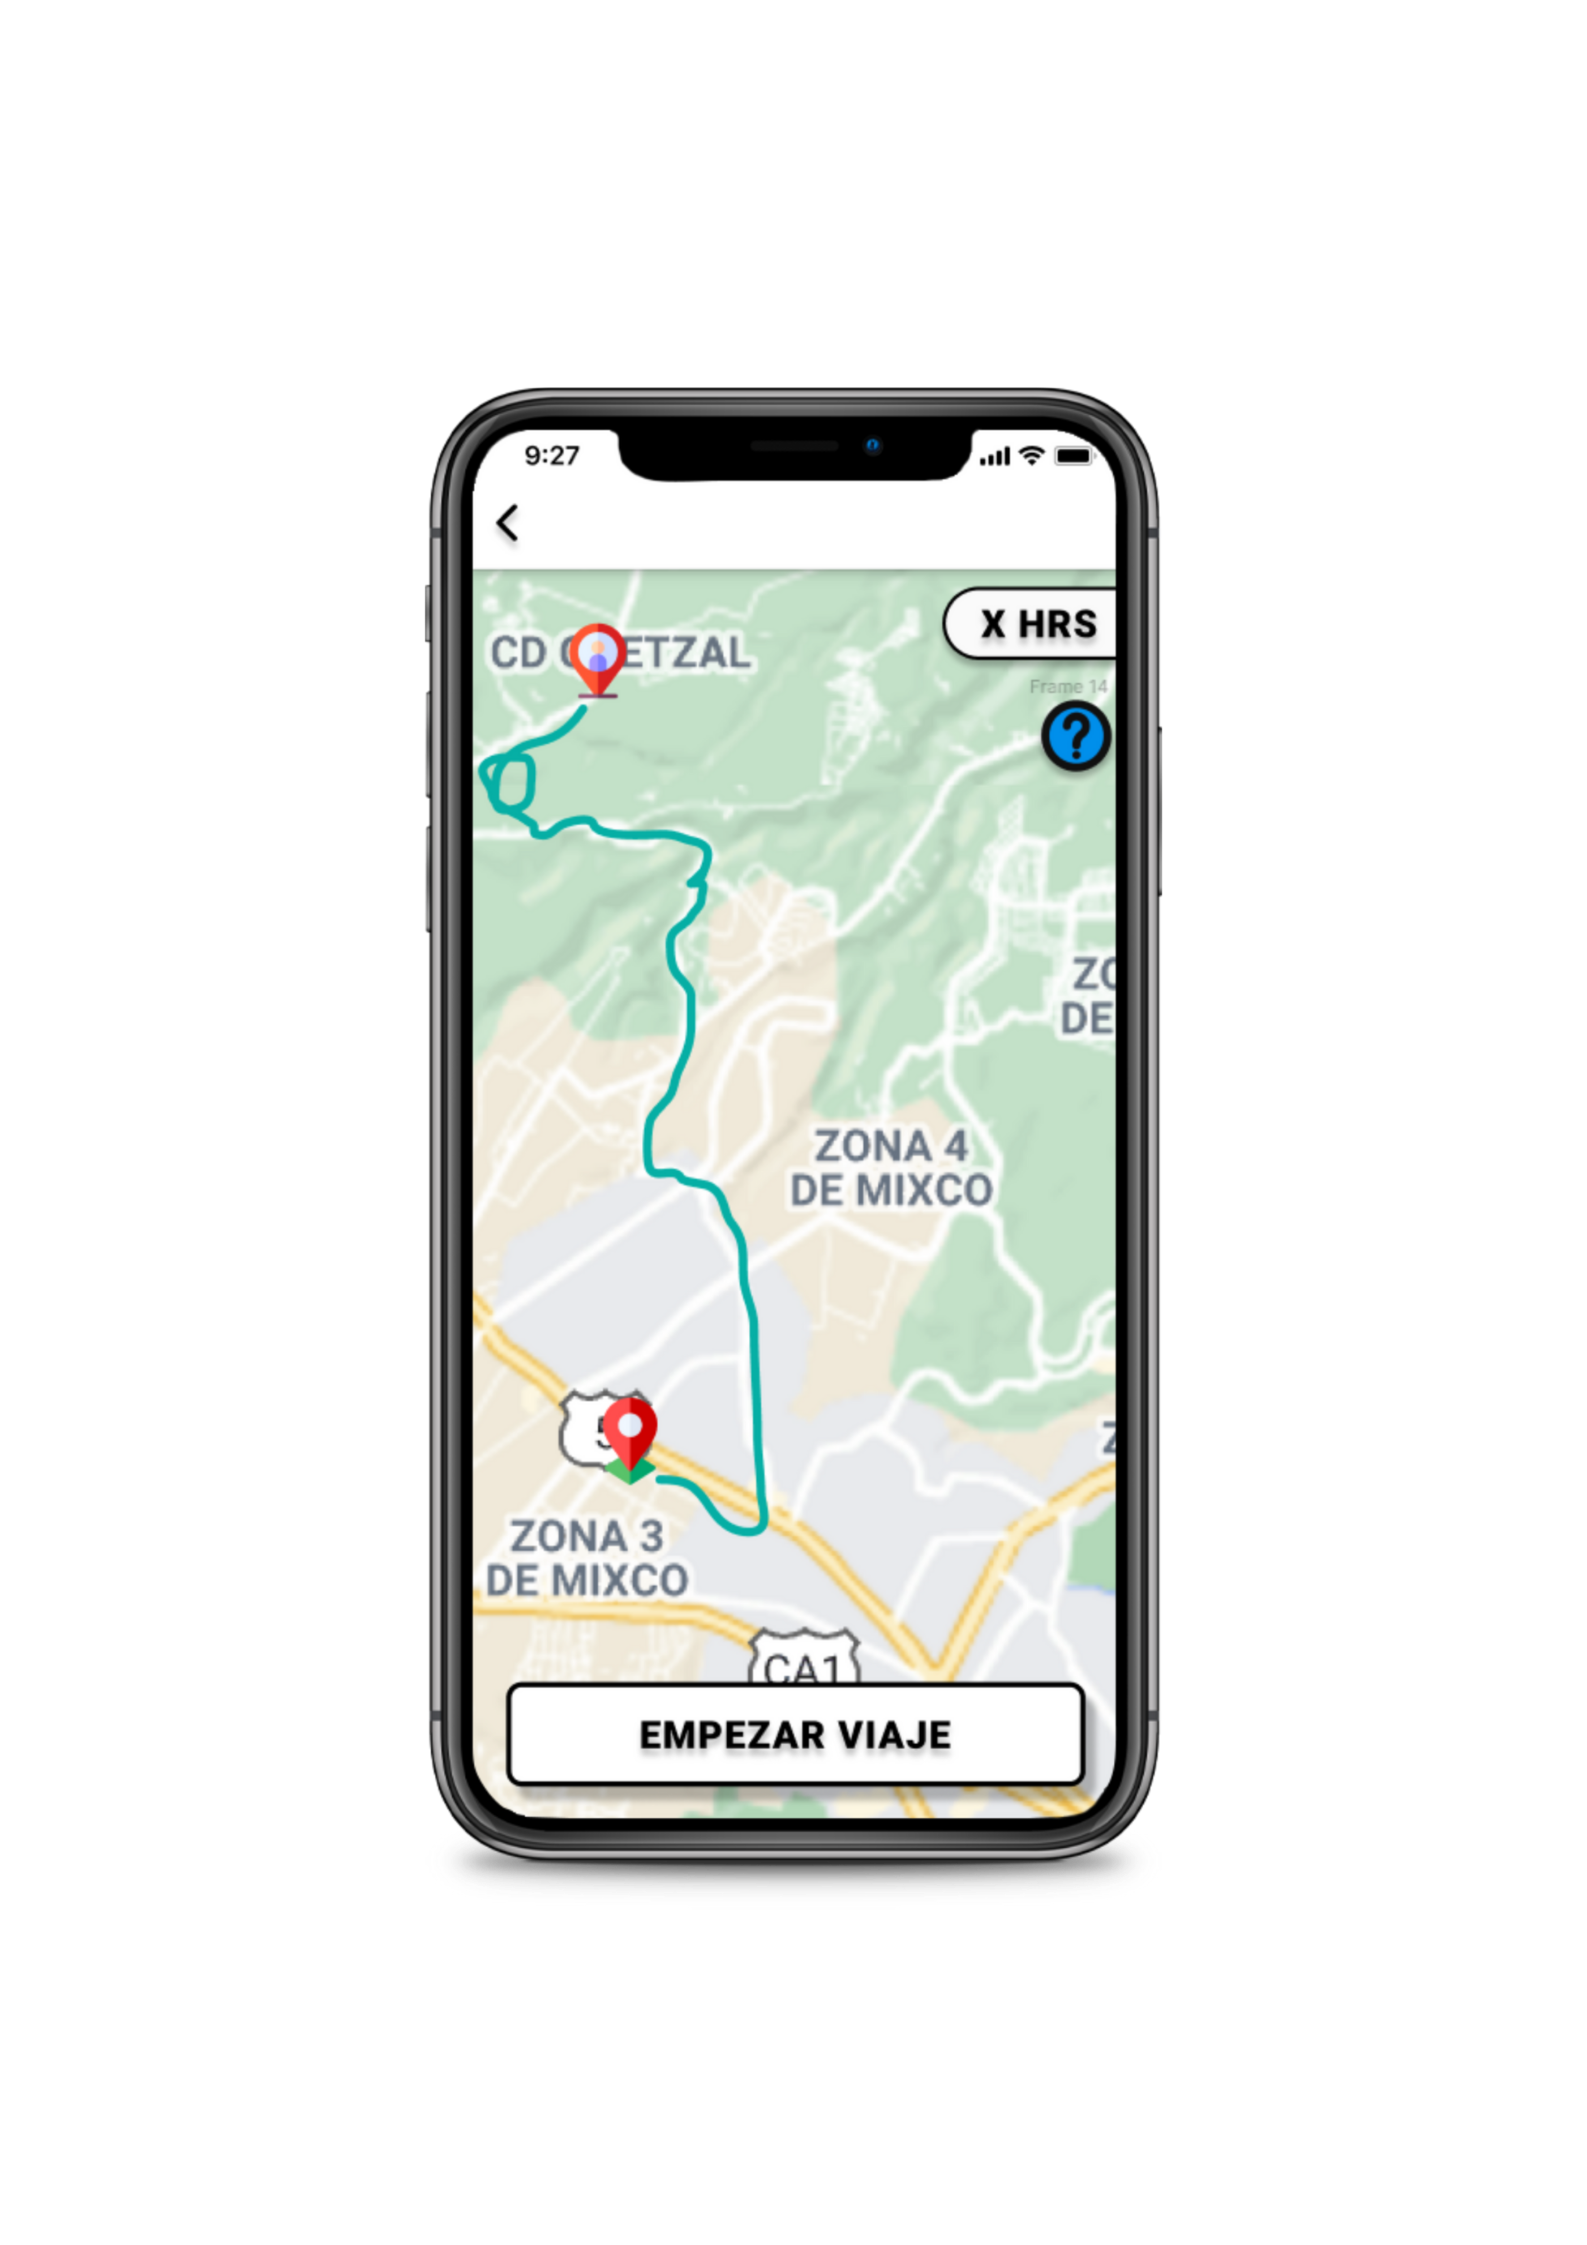 9:27
X HRS
CD ETZAL
Frame 14
?
ZO
DE
ZONA 4
DE MIXCO
5
Z
ZONA 3
DE MIXCO
CA1
EMPEZAR VIAJE